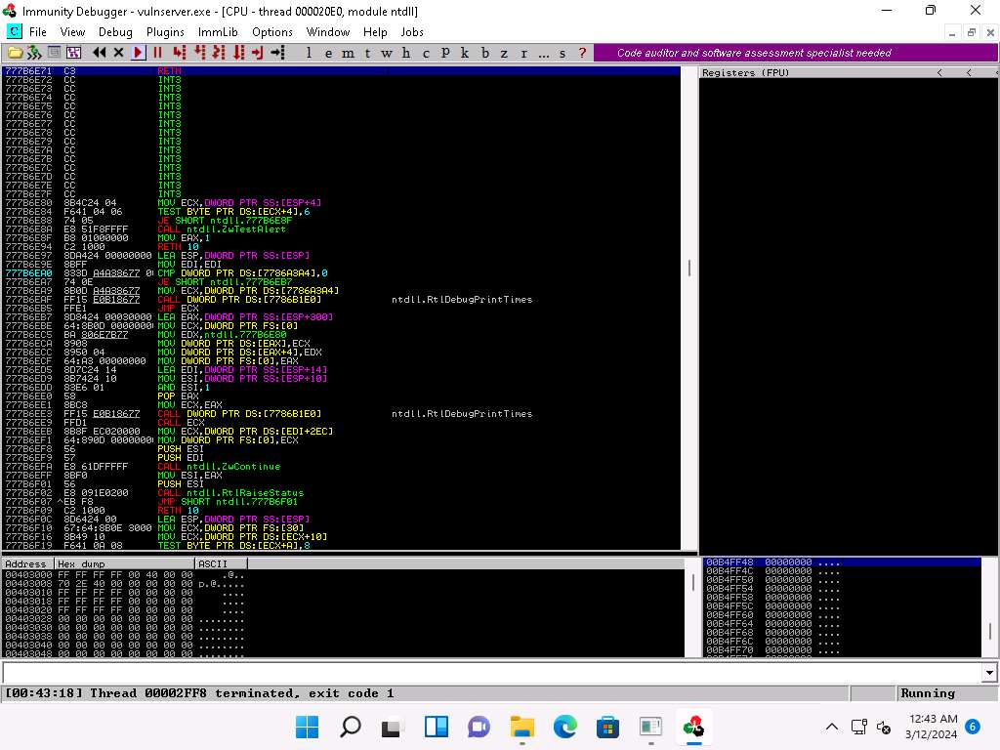 Immunity Debugger - vulnserver.exe - [CPU - thread 000020E0, module ntdll]
C File View Debug Plugins ImmLib Options Window Help Jobs
l e m t w h c P k b z r ... s ? Code auditor and software assessment specialist needed
777B6E71 C3 RETN
777B6E72 CC INT3
777B6E73 CC INT3
777B6E74 CC INT3
777B6E75 CC INT3
777B6E76 CC INT3
777B6E77 CC INT3
777B6E78 CC INT3
777B6E79 CC INT3
777B6E7A CC INT3
777B6E7B CC INT3
777B6E7C CC INT3
777B6E7D CC INT3
777B6E7E CC INT3
777B6E7F CC INT3
777B6E80 8B4C24 04 MOV ECX,DWORD PTR SS:[ESP+4]
777B6E84 F641 04 06 TEST BYTE PTR DS:[ECX+4],6
777B6E88 74 05 JE SHORT ntdll.777B6E8F
777B6E8A E8 51F8FFFF CALL ntdll.ZwTestAlert
777B6E8F B8 01000000 MOV EAX,1
777B6E94 C2 1000 RETN 10
777B6E97 8DA424 00000000 LEA ESP,DWORD PTR SS:[ESP]
777B6E9E 8BFF MOV EDI,EDI
777B6EA0 833D A4A38677 0 CMP DWORD PTR DS:[7786A3A4],0
777B6EA7 74 0E JE SHORT ntdll.777B6EB7
777B6EA9 8B0D A4A38677 MOV ECX,DWORD PTR DS:[7786A3A4]
777B6EAF FF15 E0B18677 CALL DWORD PTR DS:[7786B1E0] ntdll.RtlDebugPrintTimes
777B6EB5 FFE1 JMP ECX
777B6EB7 8D8424 00030000 LEA EAX,DWORD PTR SS:[ESP+300]
777B6EBE 64:8B0D 0000000 MOV ECX,DWORD PTR FS:[0]
777B6EC5 BA 806E7B77 MOV EDX,ntdll.777B6E80
777B6ECA 8908 MOV DWORD PTR DS:[EAX],ECX
777B6ECC 8950 04 MOV DWORD PTR DS:[EAX+4],EDX
777B6ECF 64:A3 00000000 MOV DWORD PTR FS:[0],EAX
777B6ED5 8D7C24 14 LEA EDI,DWORD PTR SS:[ESP+14]
777B6ED9 8B7424 10 MOV ESI,DWORD PTR SS:[ESP+10]
777B6EDD 83E6 01 AND ESI,1
777B6EE0 58 POP EAX
777B6EE1 8BC8 MOV ECX,EAX
777B6EE3 FF15 E0B18677 CALL DWORD PTR DS:[7786B1E0] ntdll.RtlDebugPrintTimes
777B6EE9 FFD1 CALL ECX
777B6EEB 8B8F EC020000 MOV ECX,DWORD PTR DS:[EDI+2EC]
777B6EF1 64:890D 0000000 MOV DWORD PTR FS:[0],ECX
777B6EF8 56 PUSH ESI
777B6EF9 57 PUSH EDI
777B6EFA E8 61DFFFFF CALL ntdll.ZwContinue
777B6EFF 8BF0 MOV ESI,EAX
777B6F01 56 PUSH ESI
777B6F02 E8 091E0200 CALL ntdll.RtlRaiseStatus
777B6F07 ^EB F8 JMP SHORT ntdll.777B6F01
777B6F09 C2 1000 RETN 10
777B6F0C 8D6424 00 LEA ESP,DWORD PTR SS:[ESP]
777B6F10 67:64:8B0E 3000 MOV ECX,DWORD PTR FS:[30]
777B6F16 8B49 10 MOV ECX,DWORD PTR DS:[ECX+10]
777B6F19 F641 0A 08 TEST BYTE PTR DS:[ECX+A],8
Registers (FPU) < < <
Address Hex dump ASCII
00403000 FF FF FF FF 00 40 00 00 .@..
00403008 70 2E 40 00 00 00 00 00 p.@.....
00403010 FF FF FF FF 00 00 00 00 ....
00403018 FF FF FF FF 00 00 00 00 ....
00403020 FF FF FF FF 00 00 00 00 ....
00403028 00 00 00 00 00 00 00 00 ........
00403030 00 00 00 00 00 00 00 00 ........
00403038 00 00 00 00 00 00 00 00 ........
00403040 00 00 00 00 00 00 00 00 ........
00403048 00 00 00 00 00 00 00 00 ........
00B4FF48 00000000 ....
00B4FF4C 00000000 ....
00B4FF50 00000000 ....
00B4FF54 00000000 ....
00B4FF58 00000000 ....
00B4FF5C 00000000 ....
00B4FF60 00000000 ....
00B4FF64 00000000 ....
00B4FF68 00000000 ....
00B4FF6C 00000000 ....
00B4FF70 00000000 ....
[00:43:18] Thread 00002FF8 terminated, exit code 1 Running
12:43 AM
3/12/2024 6